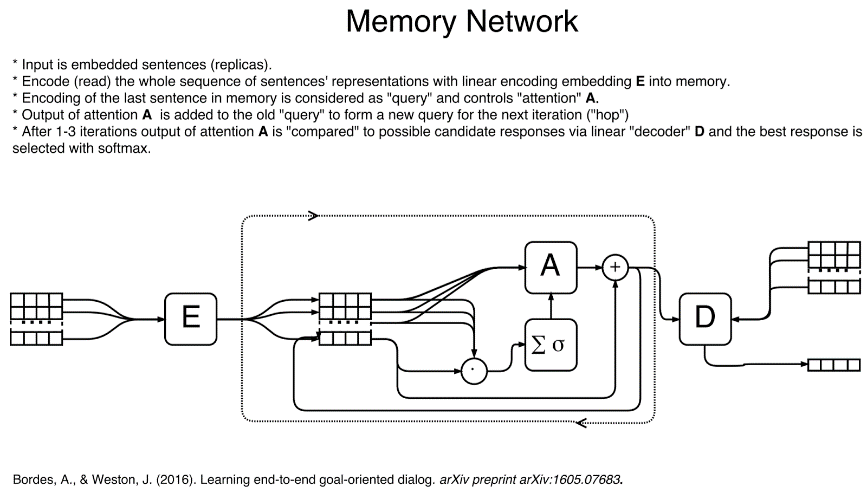 Memory Network
* Input is embedded sentences (replicas).
* Encode (read) the whole sequence of sentences' representations with linear encoding embedding E into memory.
* Encoding of the last sentence in memory is considered as "query" and controls "attention" A.
* Output of attention A is added to the old "query" to form a new query for the next iteration ("hop")
* After 1-3 iterations output of attention A is "compared" to possible candidate responses via linear "decoder" D and the best response is
selected with softmax.
A
+
E
D
∑ σ
·
Bordes, A., & Weston, J. (2016). Learning end-to-end goal-oriented dialog. arXiv preprint arXiv:1605.07683.